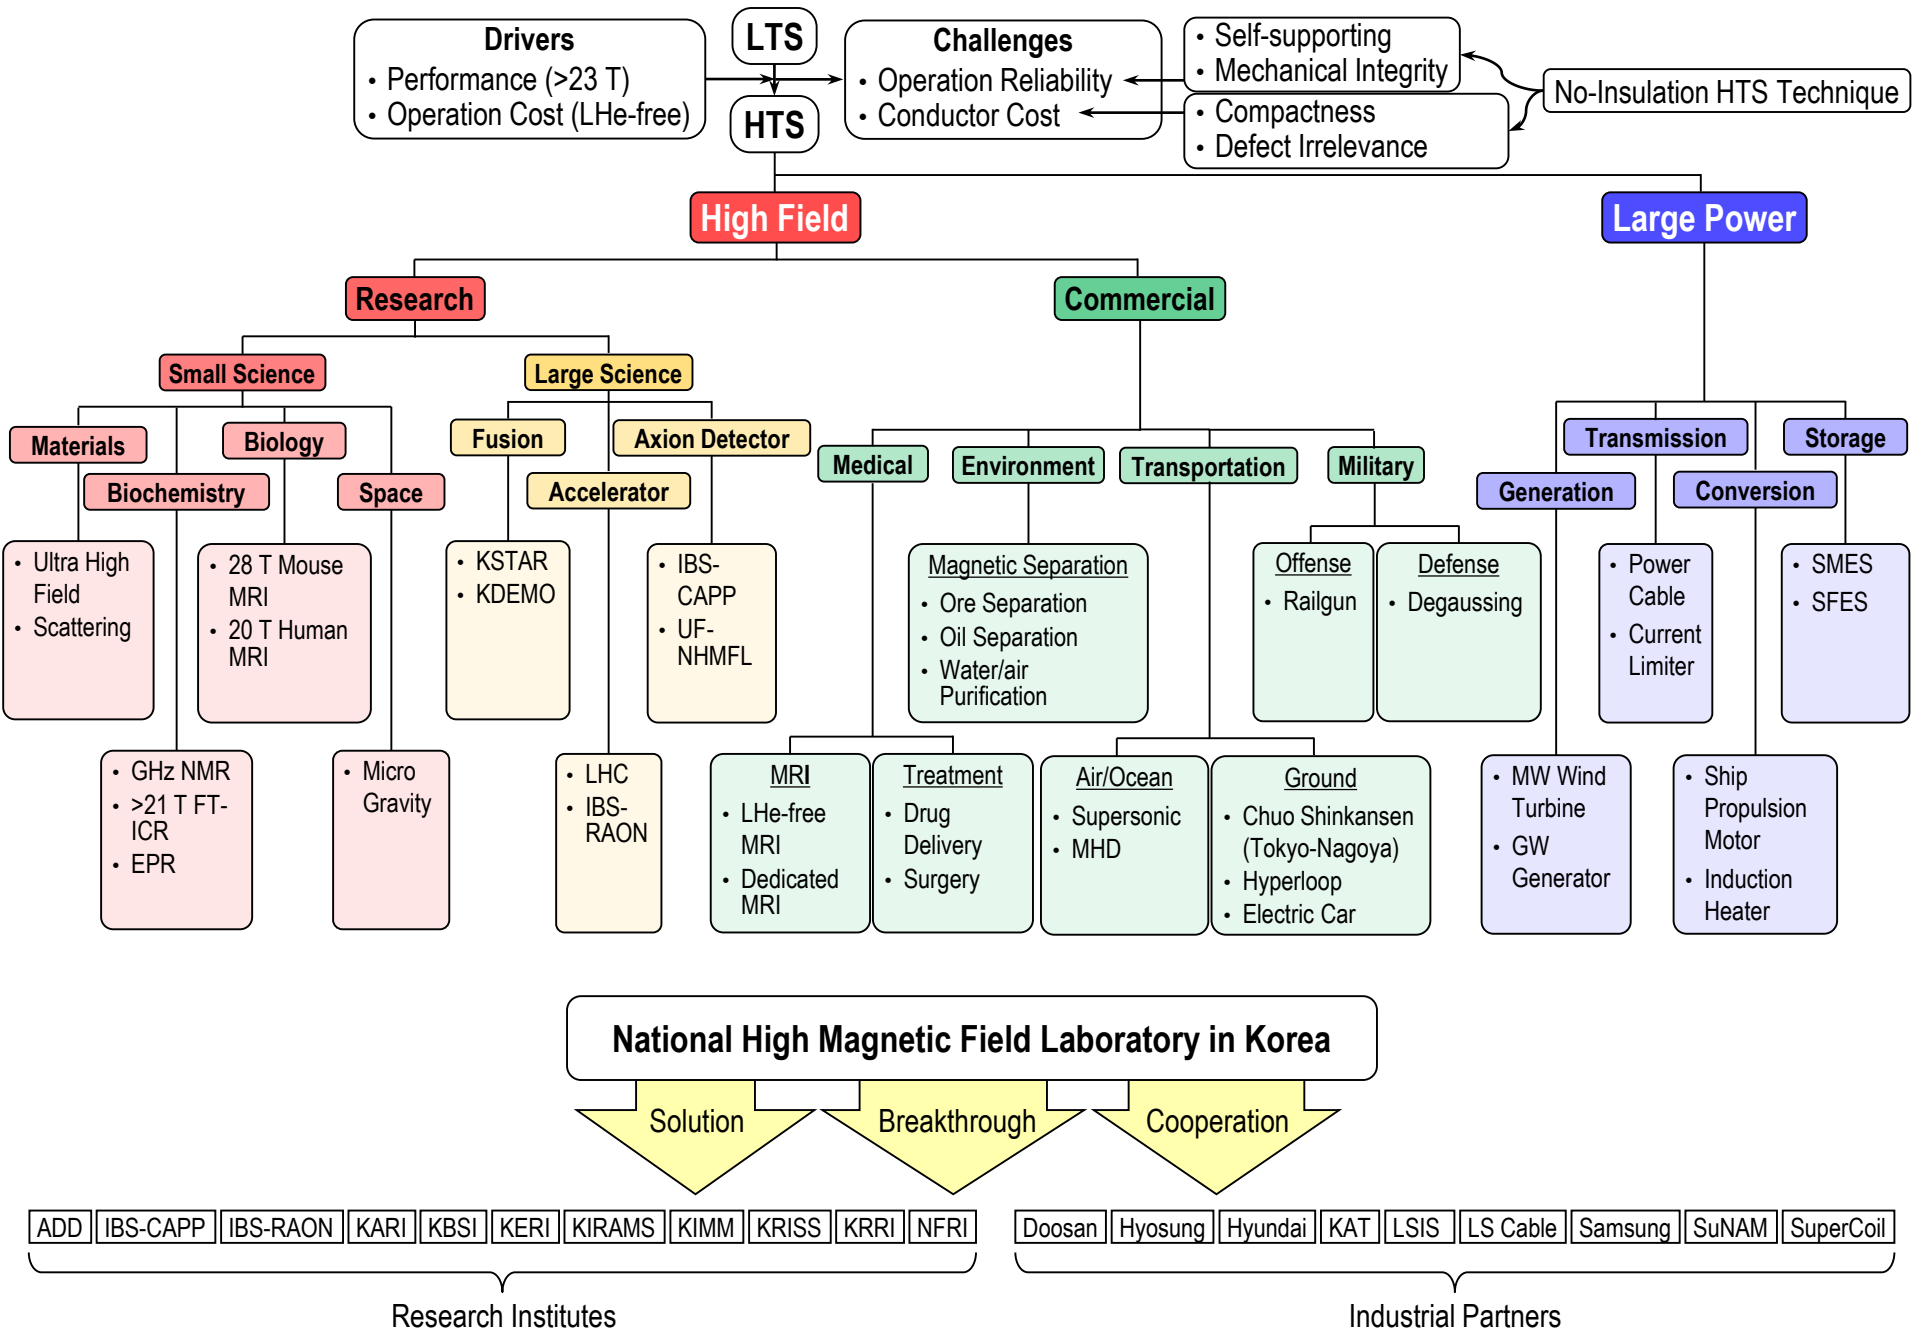 Drivers
• Performance (>23 T)
• Operation Cost (LHe-free)
LTS
HTS
Challenges
• Operation Reliability
• Conductor Cost
• Self-supporting
• Mechanical Integrity
• Compactness
• Defect Irrelevance
No-Insulation HTS Technique
High Field
Large Power
Research
Commercial
Small Science
Large Science
Materials
Biochemistry
Biology
Space
Fusion
Accelerator
Axion Detector
Medical
Environment
Transportation
Military
Generation
Transmission
Conversion
Storage
• Ultra High
Field
• Scattering
• 28 T Mouse
MRI
• 20 T Human
MRI
• KSTAR
• KDEMO
• IBS-
CAPP
• UF-
NHMFL
Magnetic Separation
• Ore Separation
• Oil Separation
• Water/air
Purification
Offense
• Railgun
Defense
• Degaussing
• Power
Cable
• Current
Limiter
• SMES
• SFES
• GHz NMR
• >21 T FT-
ICR
• EPR
• Micro
Gravity
• LHC
• IBS-
RAON
MRI
• LHe-free
MRI
• Dedicated
MRI
Treatment
• Drug
Delivery
• Surgery
Air/Ocean
• Supersonic
• MHD
Ground
• Chuo Shinkansen
(Tokyo-Nagoya)
• Hyperloop
• Electric Car
• MW Wind
Turbine
• GW
Generator
• Ship
Propulsion
Motor
• Induction
Heater
National High Magnetic Field Laboratory in Korea
Solution
Breakthrough
Cooperation
ADD IBS-CAPP IBS-RAON KARI KBSI KERI KIRAMS KIMM KRISS KRRI NFRI
Doosan Hyosung Hyundai KAT LSIS LS Cable Samsung SuNAM SuperCoil
Research Institutes
Industrial Partners